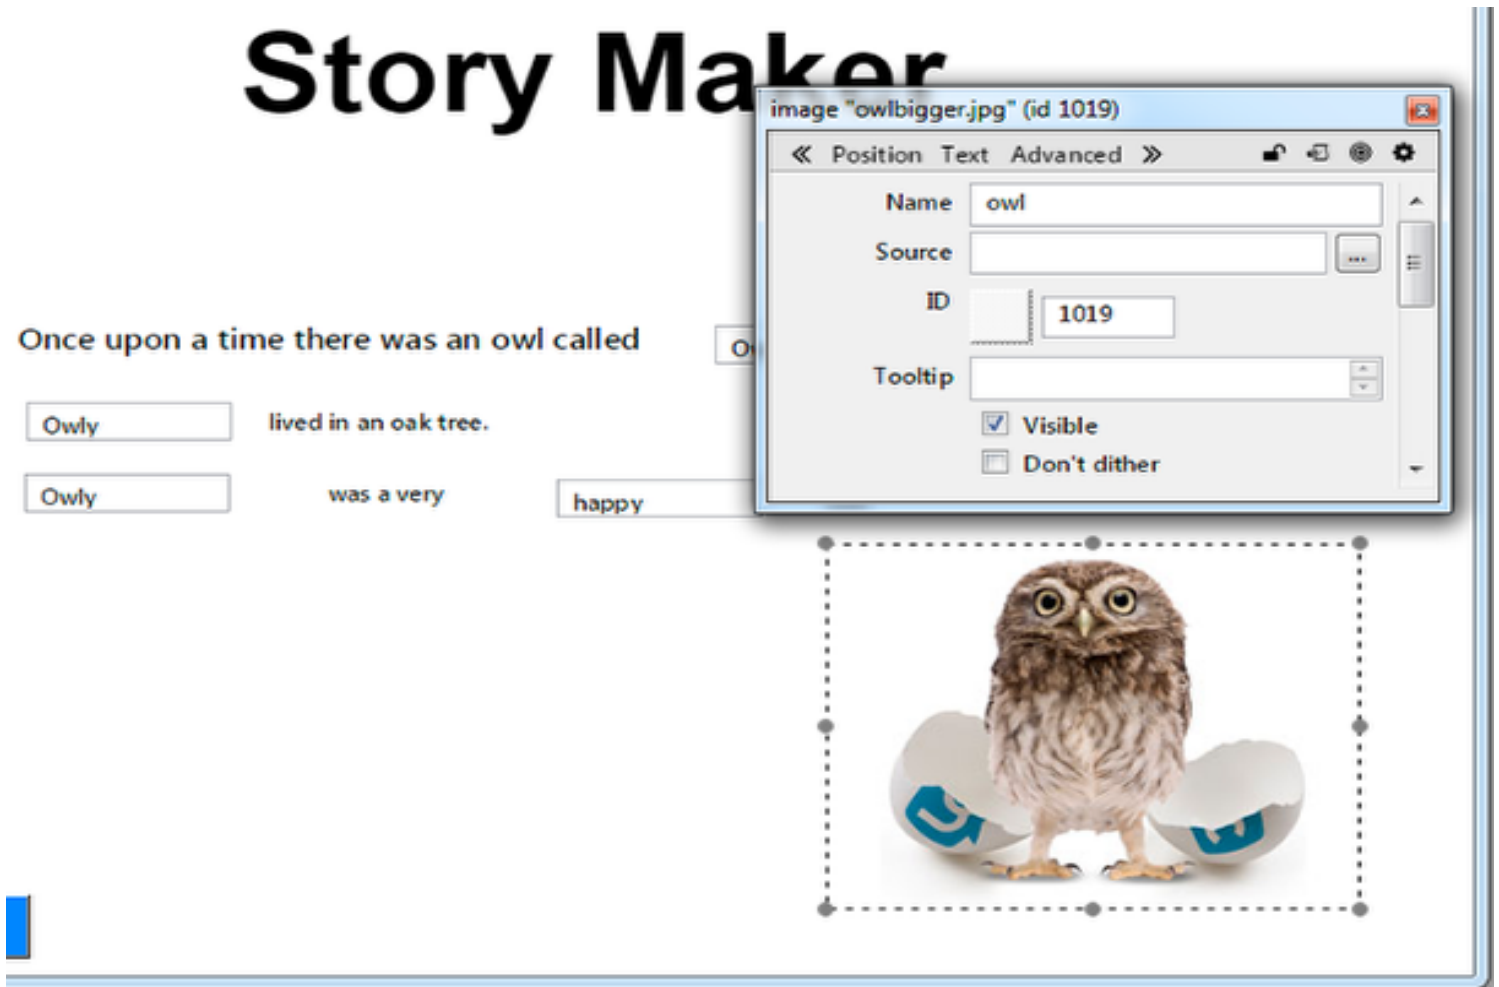 Story Maker
image "owlbigger.jpg" (id 1019)
Position Text Advanced
Name owl
Source ...
ID 1019
Tooltip
Visible
Don't dither
Once upon a time there was an owl called
Owly lived in an oak tree.
Owly was a very happy